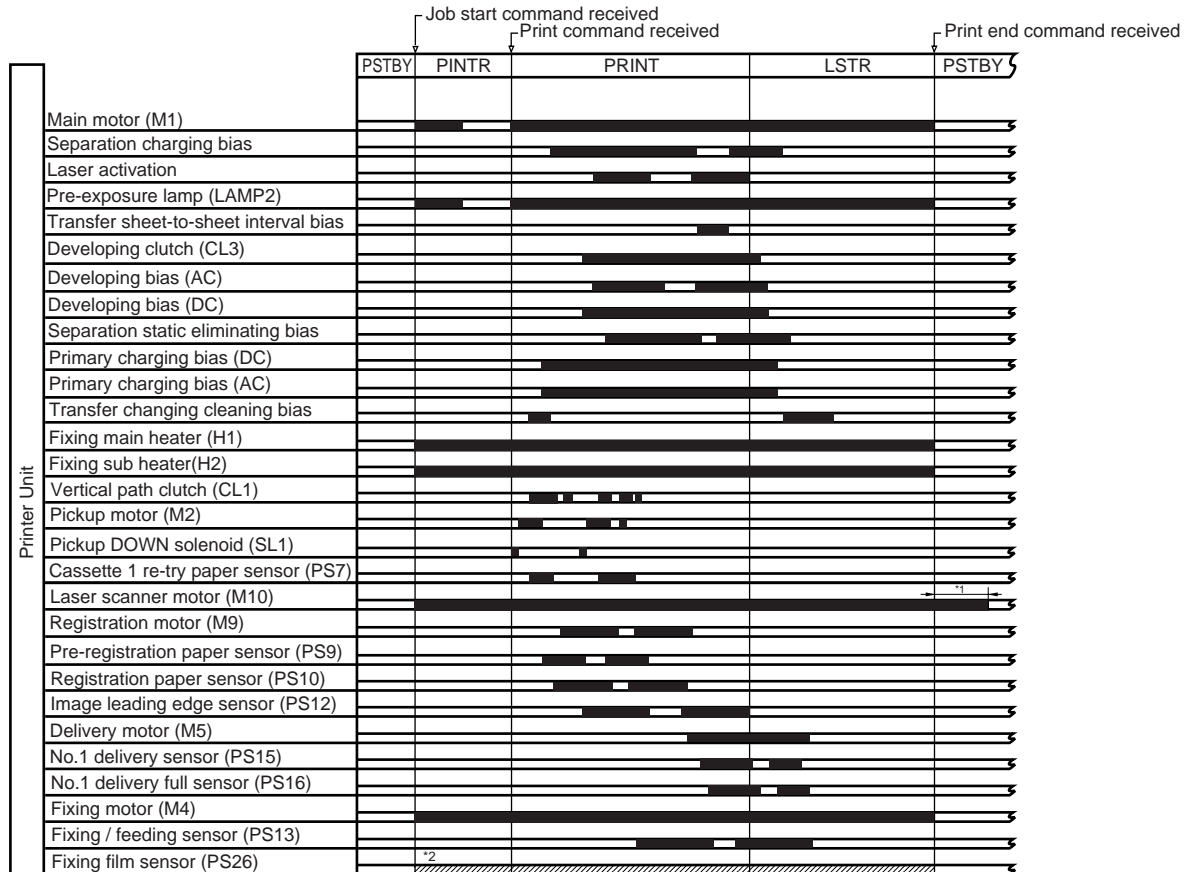 Job start command received
Print command received
Print end command received
PSTBY PINTR PRINT LSTR PSTBY
Printer Unit
Main motor (M1)
Separation charging bias
Laser activation
Pre-exposure lamp (LAMP2)
Transfer sheet-to-sheet interval bias
Developing clutch (CL3)
Developing bias (AC)
Developing bias (DC)
Separation static eliminating bias
Primary charging bias (DC)
Primary charging bias (AC)
Transfer changing cleaning bias
Fixing main heater (H1)
Fixing sub heater(H2)
Vertical path clutch (CL1)
Pickup motor (M2)
Pickup DOWN solenoid (SL1)
Cassette 1 re-try paper sensor (PS7)
Laser scanner motor (M10) *1
Registration motor (M9)
Pre-registration paper sensor (PS9)
Registration paper sensor (PS10)
Image leading edge sensor (PS12)
Delivery motor (M5)
No.1 delivery sensor (PS15)
No.1 delivery full sensor (PS16)
Fixing motor (M4)
Fixing / feeding sensor (PS13)
Fixing film sensor (PS26) *2